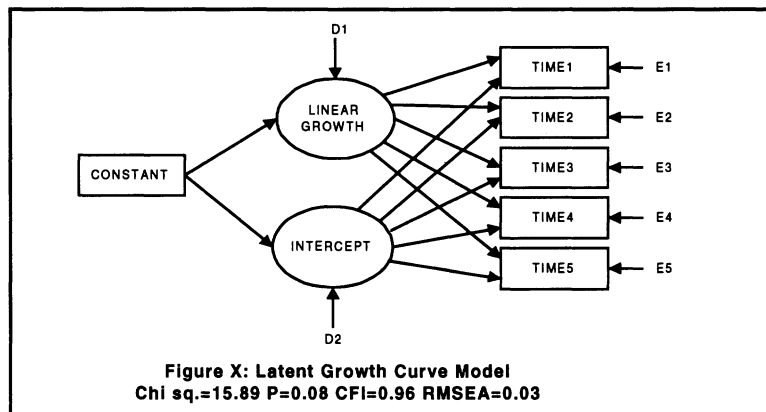 D1
TIME1
E1
LINEAR
GROWTH
TIME2
E2
CONSTANT
TIME3
E3
INTERCEPT
TIME4
E4
TIME5
E5
D2
Figure X: Latent Growth Curve Model
Chi sq.=15.89 P=0.08 CFI=0.96 RMSEA=0.03